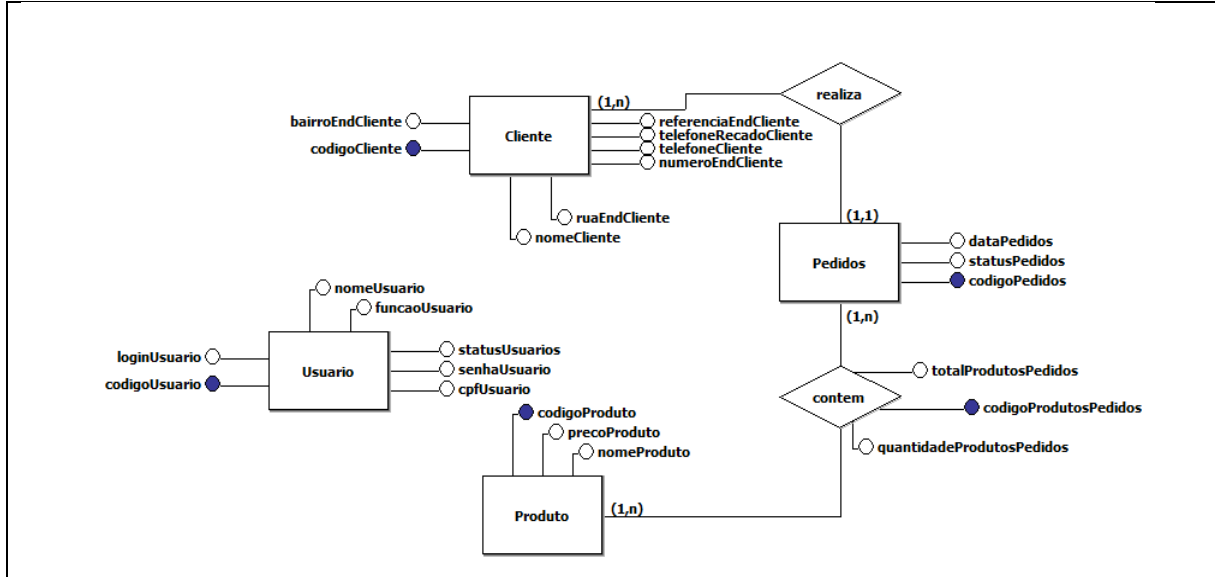 realiza
(1,n)
bairroEndCliente
referenciaEndCliente
telefoneRecadoCliente
Cliente
codigoCliente
telefoneCliente
numeroEndCliente
ruaEndCliente
(1,1)
nomeCliente
dataPedidos
Pedidos
statusPedidos
codigoPedidos
nomeUsuario
funcaoUsuario
(1,n)
loginUsuario
statusUsuarios
Usuario
senhaUsuario
codigoUsuario
cpfUsuario
totalProdutosPedidos
contem
codigoProdutosPedidos
codigoProduto
precoProduto
quantidadeProdutosPedidos
nomeProduto
(1,n)
Produto